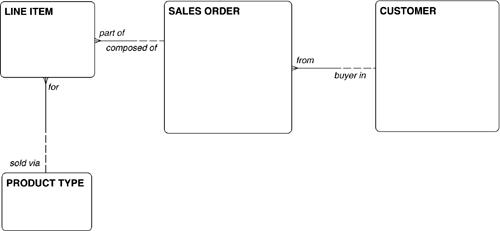 LINE ITEM
part of
composed of
SALES ORDER
from
buyer in
CUSTOMER
for
sold via
PRODUCT TYPE